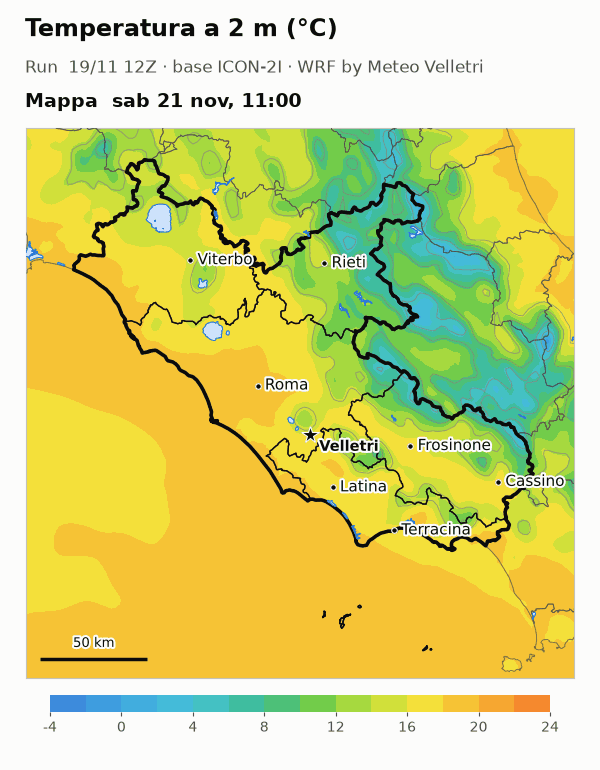 Temperatura a 2 m (°C)
Run 19/11 12Z · base ICON-2I · WRF by Meteo Velletri
Mappa sab 21 nov, 11:00
Viterbo
Rieti
Roma
Velletri
Frosinone
Cassino
Latina
Terracina
50 km
-4 0 4 8 12 16 20 24